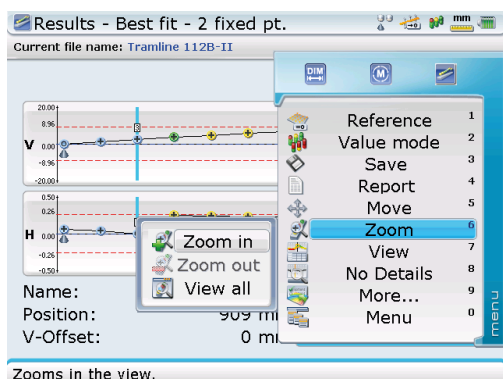 Results - Best fit - 2 fixed pt.
mm
Current file name: Tramline 112B-II
DIM
M
20.00
8.96
V 0.00
-8.96
-20.00
0.50
0.26
H 0.00
-0.26
-0.50
Reference 1
Value mode 2
Save 3
Report 4
Move 5
Zoom 6
View 7
No Details 8
More... 9
Menu 0
menu
Zoom in
Zoom out
View all
Name:
Position: 909 m
V-Offset: 0 m
Zooms in the view.